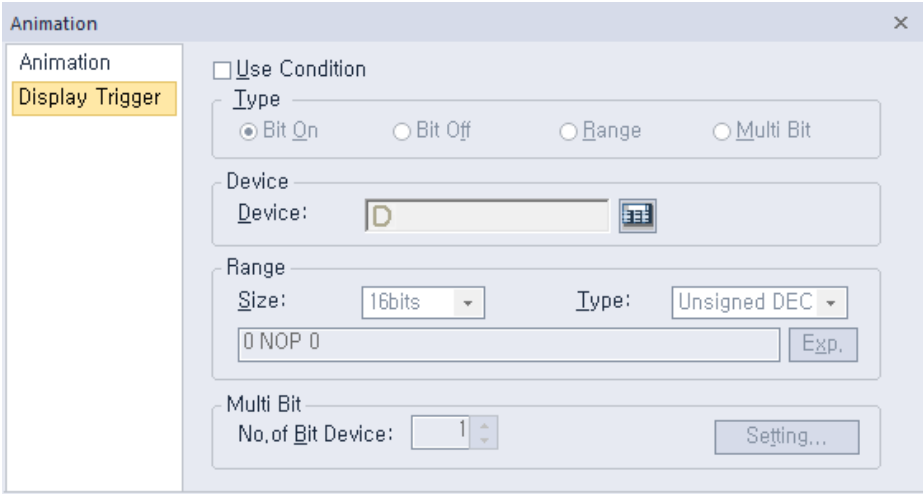 Animation
Animation
Display Trigger
Use Condition
Type
Bit On Bit Off Range Multi Bit
Device
Device: D
Range
Size: 16bits Type: Unsigned DEC
0 NOP 0 Exp.
Multi Bit
No.of Bit Device: 1 Setting...